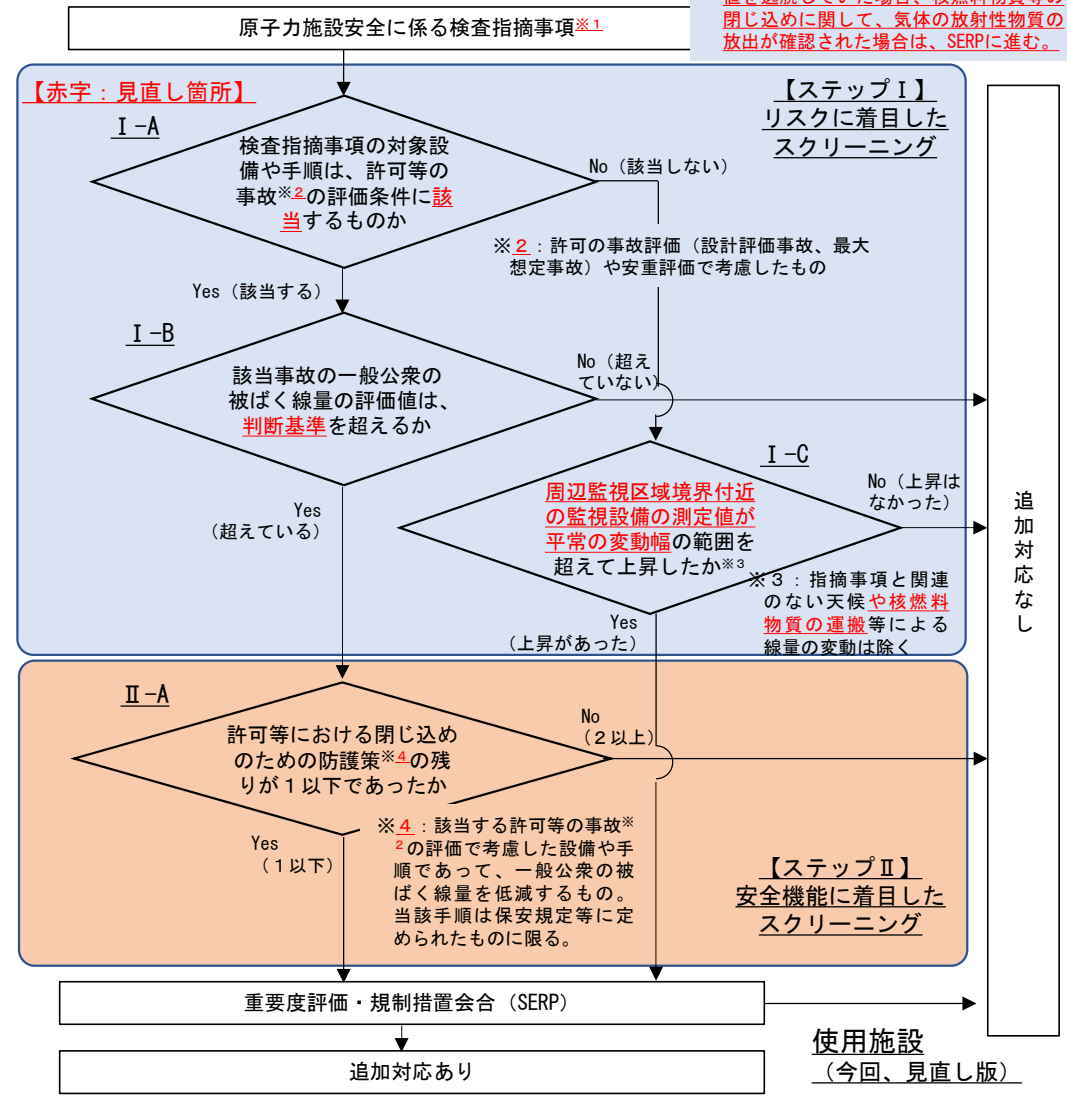 値を逸脱していた場合、核燃料物質等の
閉じ込めに関して、気体の放射性物質の
放出が確認された場合は、SERPに進む。
原子力施設安全に係る検査指摘事項※1
【赤字：見直し箇所】
【ステップⅠ】
リスクに着目した
スクリーニング
Ⅰ-A
検査指摘事項の対象設
備や手順は、許可等の
事故※2の評価条件に該
当するものか
No（該当しない）
※2：許可の事故評価（設計評価事故、最大
想定事故）や安重評価で考慮したもの
Yes（該当する）
Ⅰ-B
該当事故の一般公衆の
被ばく線量の評価値は、
判断基準を超えるか
No（超え
ていない）
Yes
（超えている）
Ⅰ-C
周辺監視区域境界付近
の監視設備の測定値が
平常の変動幅の範囲を
超えて上昇したか※3
No（上昇は
なかった）
※３：指摘事項と関連
のない天候や核燃料
物質の運搬等による
線量の変動は除く
Yes
（上昇があった）
追加対応なし
Ⅱ-A
許可等における閉じ込め
のための防護策※4の残
りが１以下であったか
No
（２以上）
Yes
（１以下）
※４：該当する許可等の事故※
2の評価で考慮した設備や手
順であって、一般公衆の被
ばく線量を低減するもの。
当該手順は保安規定等に定
められたものに限る。
【ステップⅡ】
安全機能に着目した
スクリーニング
重要度評価・規制措置会合（SERP）
追加対応あり
使用施設
（今回、見直し版）